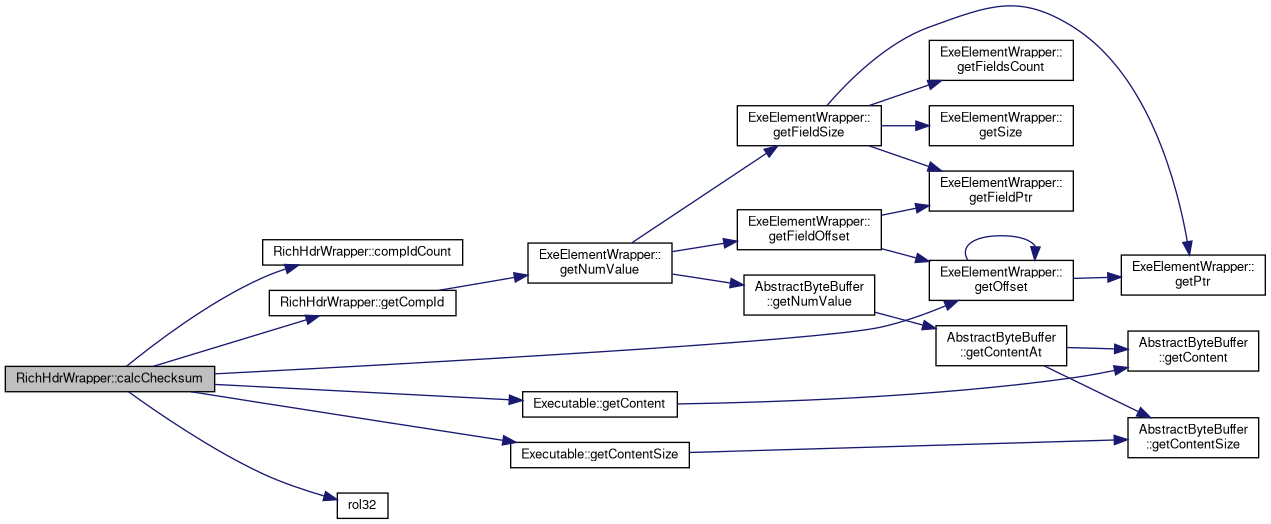 RichHdrWrapper::calcChecksum
RichHdrWrapper::compIdCount
RichHdrWrapper::getCompId
ExeElementWrapper::
getNumValue
ExeElementWrapper::
getFieldSize
ExeElementWrapper::
getFieldsCount
ExeElementWrapper::
getSize
ExeElementWrapper::
getFieldPtr
ExeElementWrapper::
getFieldOffset
ExeElementWrapper::
getOffset
ExeElementWrapper::
getPtr
AbstractByteBuffer
::getNumValue
AbstractByteBuffer
::getContentAt
AbstractByteBuffer
::getContent
AbstractByteBuffer
::getContentSize
Executable::getContent
Executable::getContentSize
rol32